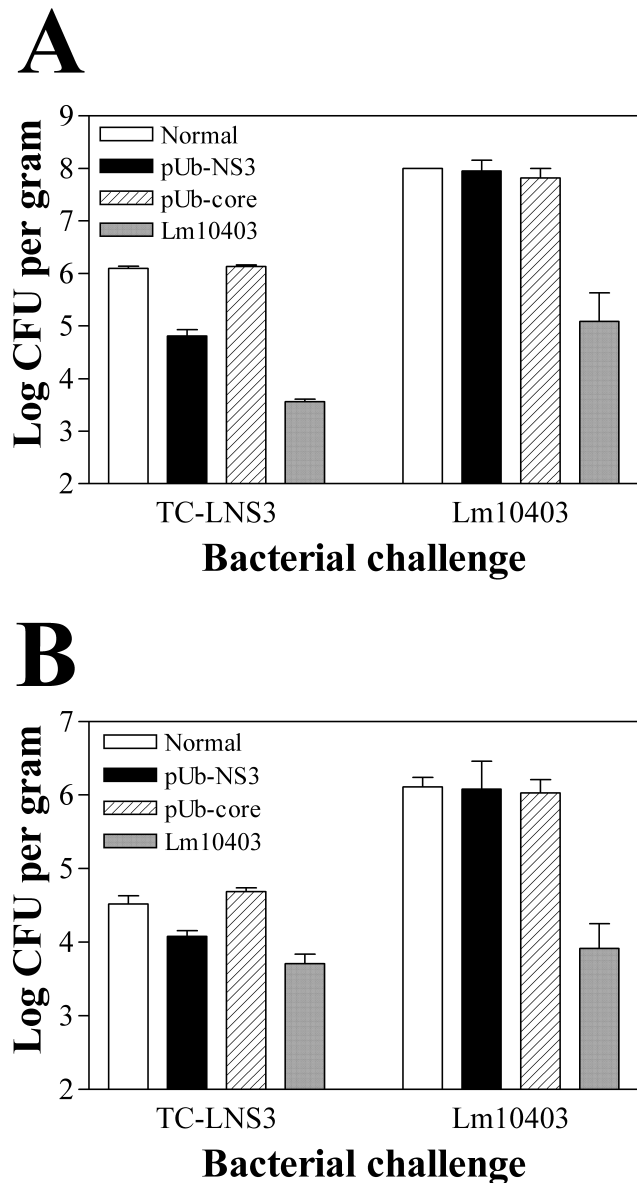 A
Log CFU per gram
9
8
7
6
5
4
3
2
Normal
pUb-NS3
pUb-core
Lm10403
TC-LNS3
Lm10403
Bacterial challenge
B
Log CFU per gram
7
6
5
4
3
2
Normal
pUb-NS3
pUb-core
Lm10403
TC-LNS3
Lm10403
Bacterial challenge